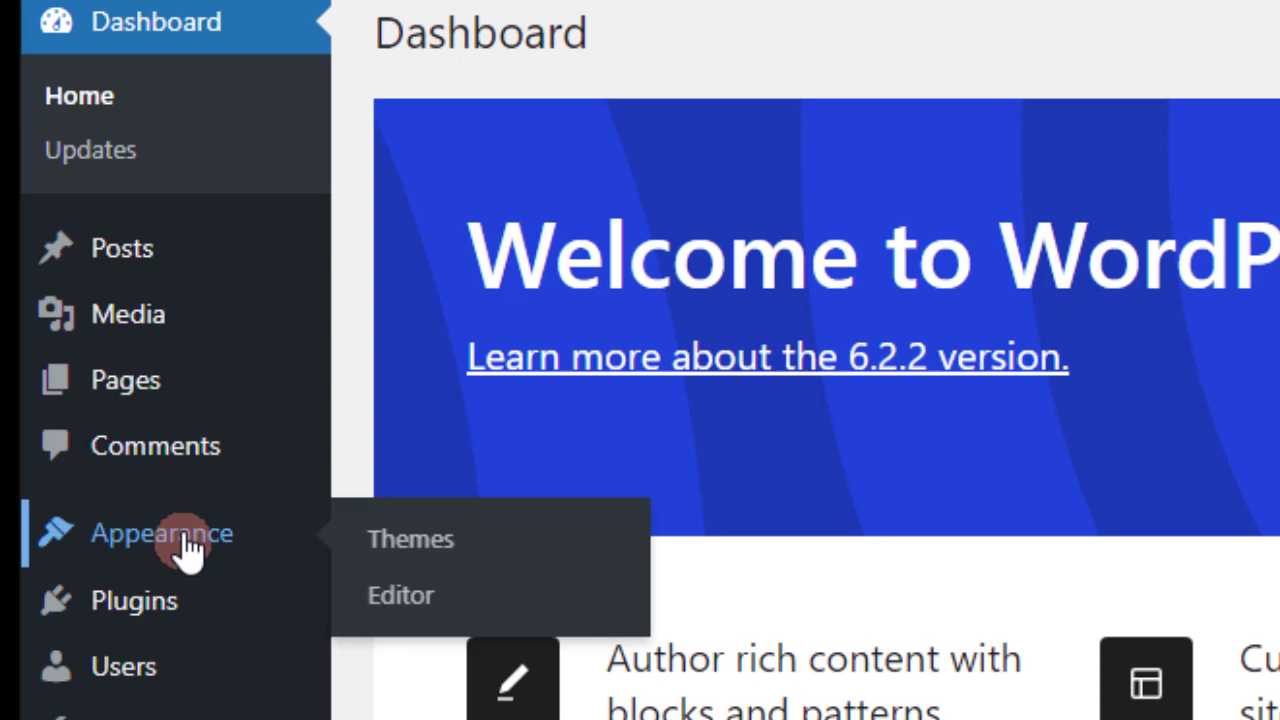 Dashboard
Home
Updates
Posts
Media
Pages
Comments
Appearance
Plugins
Users
Themes
Editor
Dashboard
Welcome to WordP
Learn more about the 6.2.2 version.
Author rich content with
blocks and patterns
Cu
sit